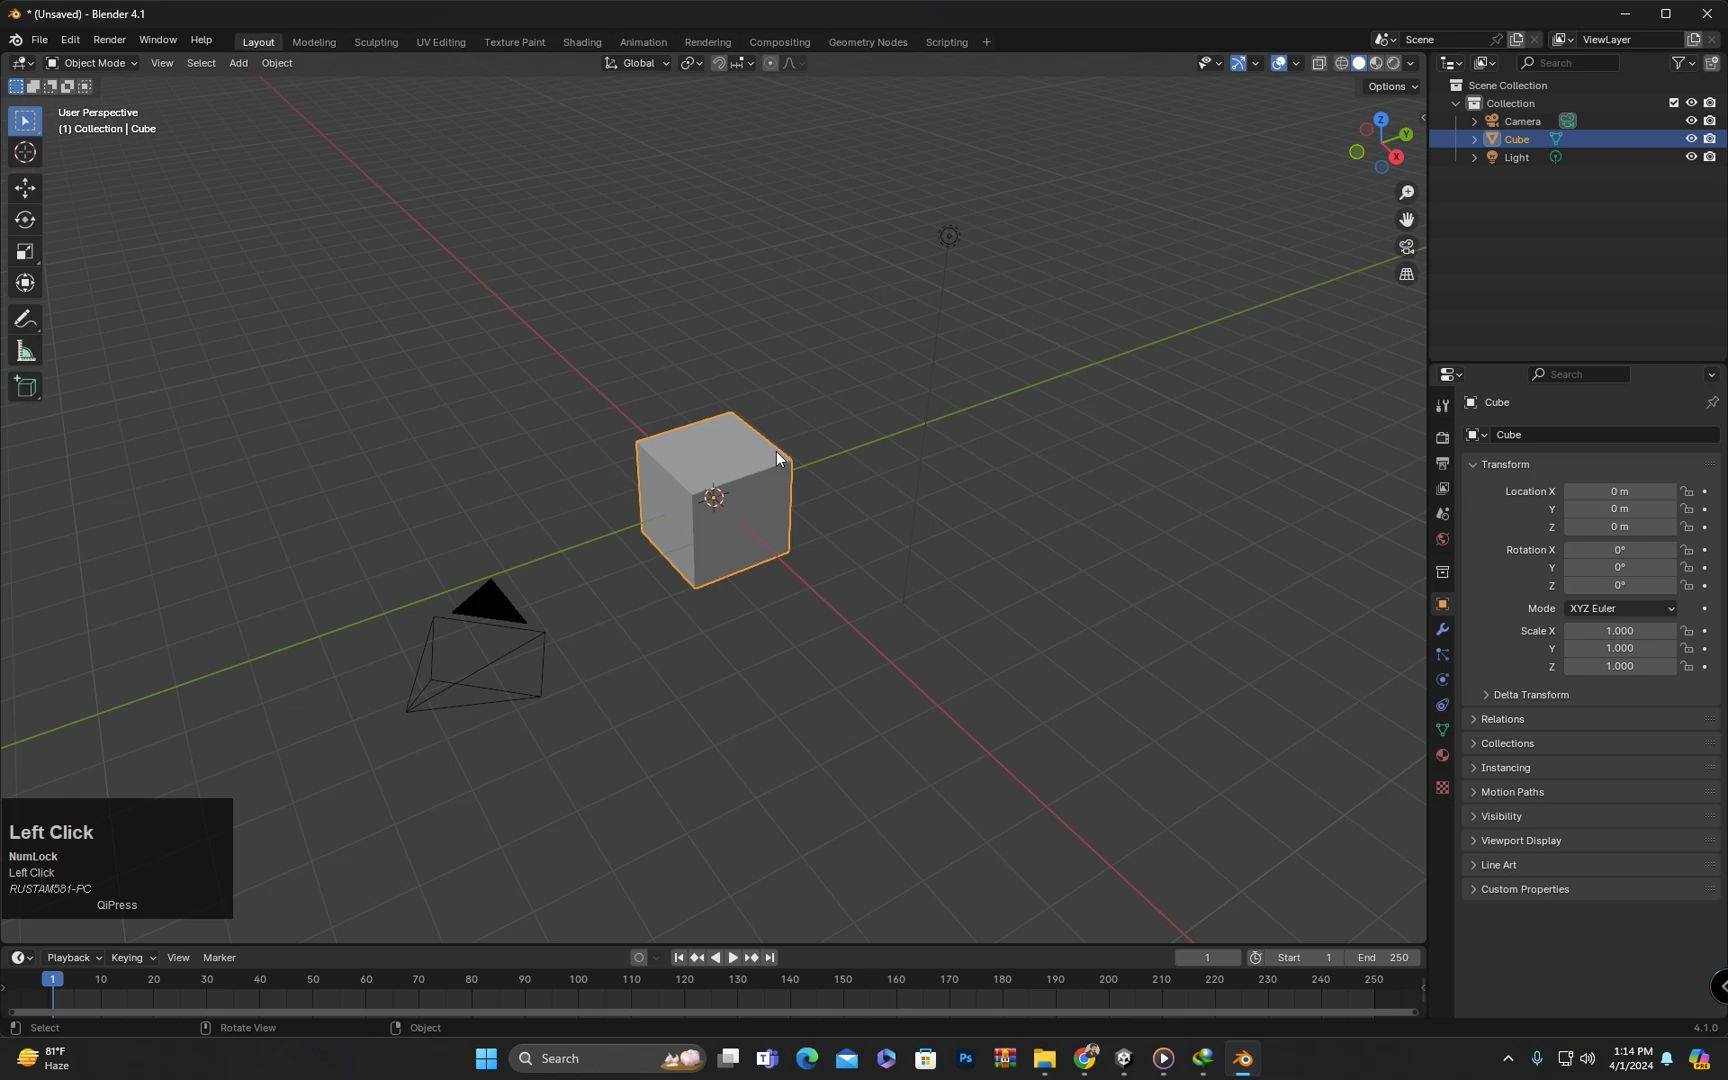 * (Unsaved) - Blender 4.1
File Edit Render Window Help Layout Modeling Sculpting UV Editing Texture Paint Shading Animation Rendering Compositing Geometry Nodes Scripting + Scene ViewLayer
Object Mode View Select Add Object Global Search
Options
Scene Collection
Collection
Camera
Cube
Light
User Perspective
(1) Collection | Cube
Z
Y
X
Search
Cube
Cube
Transform
Location X 0 m
Y 0 m
Z 0 m
Rotation X 0°
Y 0°
Z 0°
Mode XYZ Euler
Scale X 1.000
Y 1.000
Z 1.000
Delta Transform
Relations
Collections
Instancing
Motion Paths
Visibility
Viewport Display
Line Art
Custom Properties
Left Click
NumLock
Left Click
RUSTAM581-PC
QiPress
Playback Keying View Marker 1 Start 1 End 250
1 10 20 30 40 50 60 70 80 90 100 110 120 130 140 150 160 170 180 190 200 210 220 230 240 250
Select Rotate View Object 4.1.0
81°F
Haze
Search
Ps
1:14 PM
4/1/2024
PRE